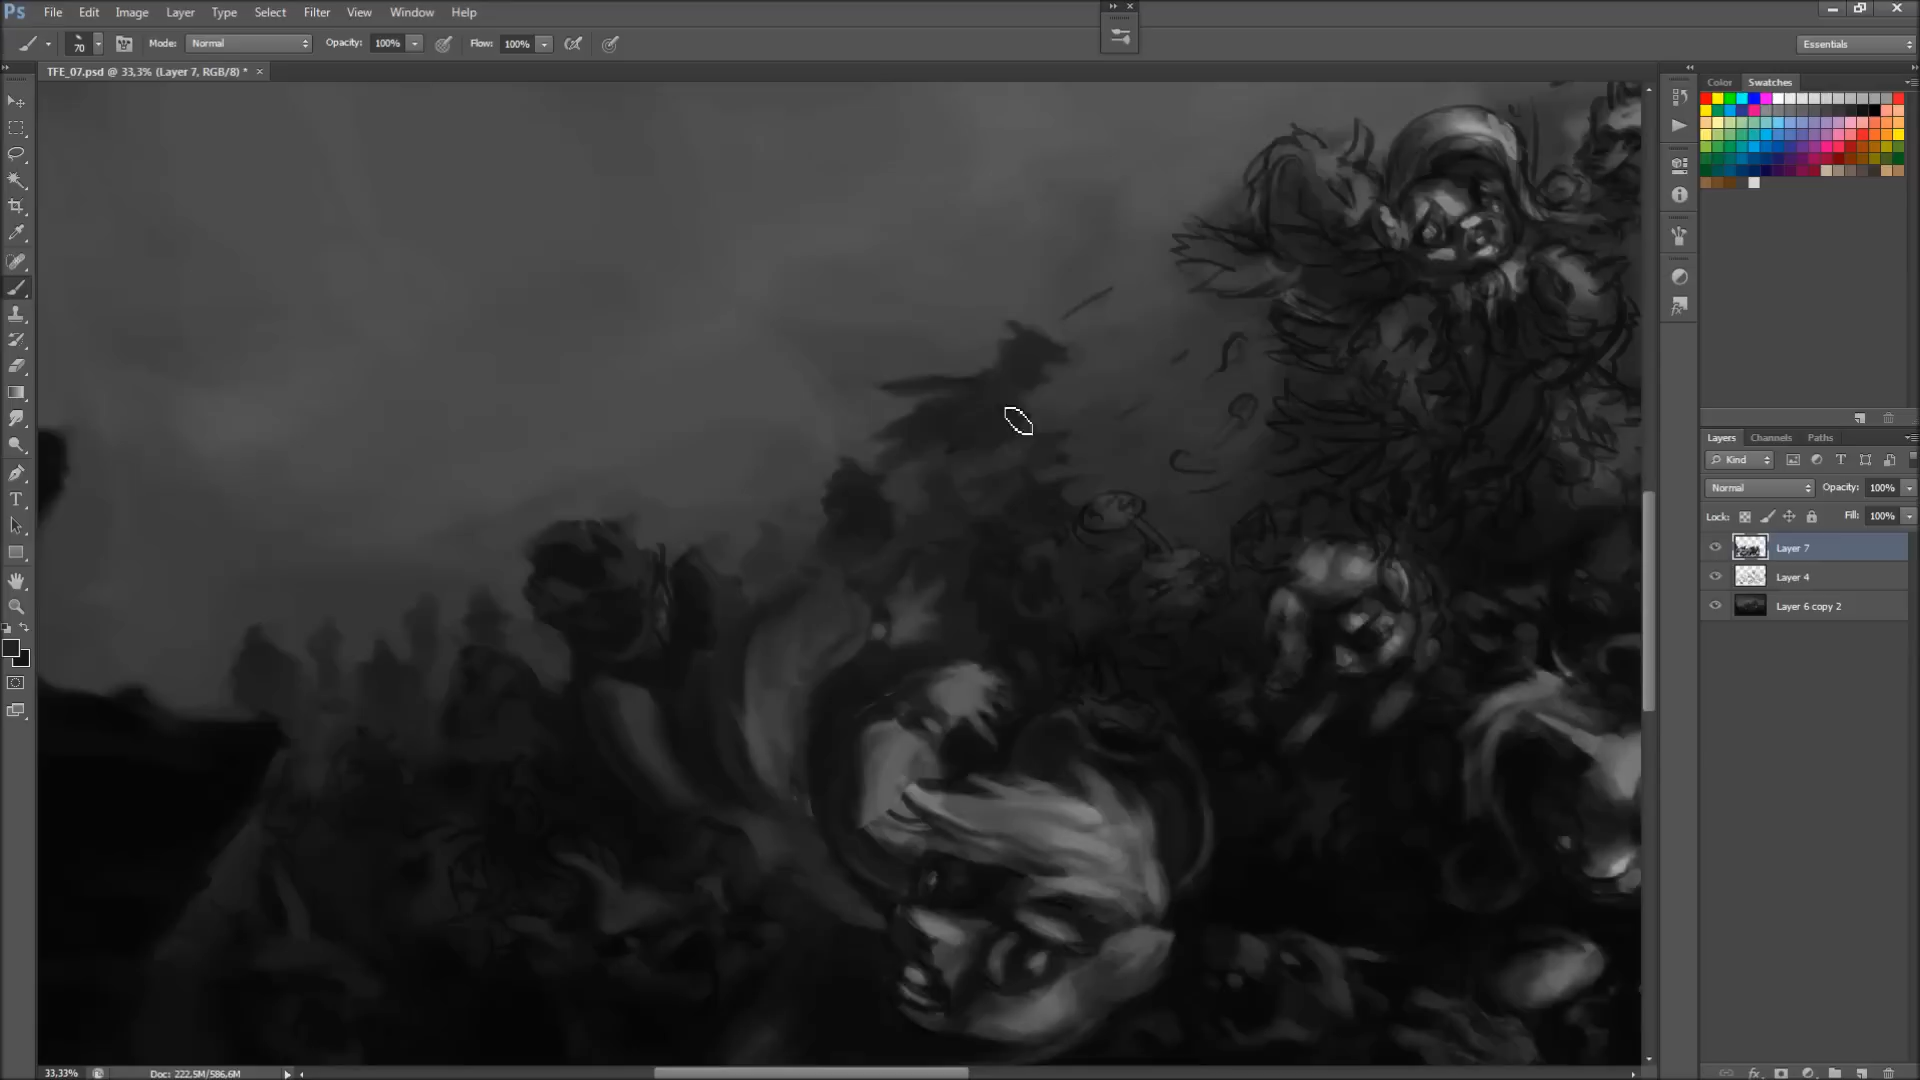 Ps File Edit Image Layer Type Select Filter View Window Help
70 Mode: Normal Opacity: 100% Flow: 100% Essentials
TFE_07.psd @ 33,3% (Layer 7, RGB/8) * ×
Color Swatches
Layers Channels Paths
Kind
Normal Opacity: 100%
Lock: Fill: 100%
Layer 7
Layer 4
Layer 6 copy 2
33,33% Doc: 222,5M/586,6M